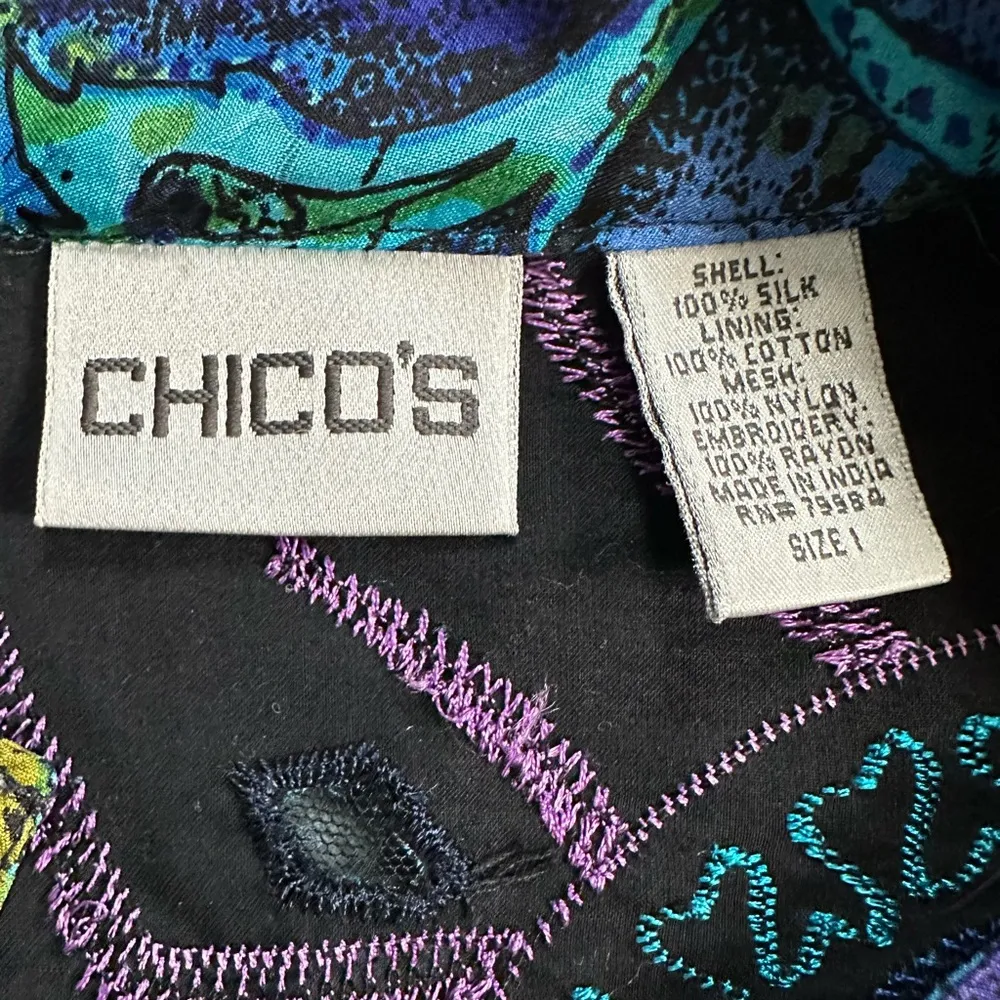 CHICO'S
SHELL:
100% SILK
LINING:
100% COTTON
MESH:
100% NYLON
EMBROIDERY:
100% RAYON
MADE IN INDIA
RN# 79984
SIZE 1